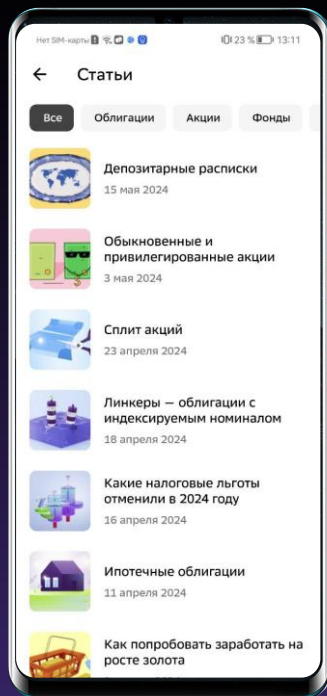 Нет SIM-карты 23 % 13:11
← Статьи
Все Облигации Акции Фонды
Депозитарные расписки
15 мая 2024
Обыкновенные и
привилегированные акции
3 мая 2024
Сплит акций
23 апреля 2024
Линкеры — облигации с
индексируемым номиналом
18 апреля 2024
Какие налоговые льготы
отменили в 2024 году
16 апреля 2024
Ипотечные облигации
11 апреля 2024
Как попробовать заработать на
росте золота